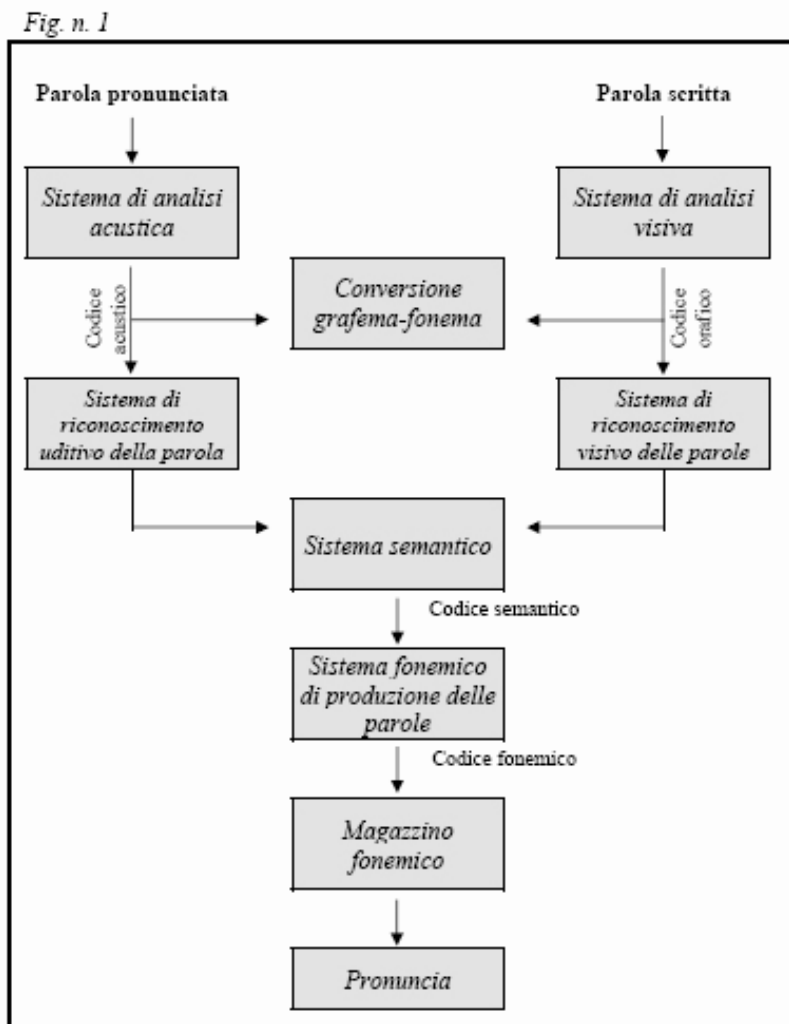 Fig. n. 1
Parola pronunciata
Parola scritta
Sistema di analisi
acustica
Sistema di analisi
visiva
Codice
acustico
Conversione
grafema-fonema
Codice
orafico
Sistema di
riconoscimento
uditivo della parola
Sistema di
riconoscimento
visivo delle parole
Sistema semantico
Codice semantico
Sistema fonemico
di produzione delle
parole
Codice fonemico
Magazzino
fonemico
Pronuncia